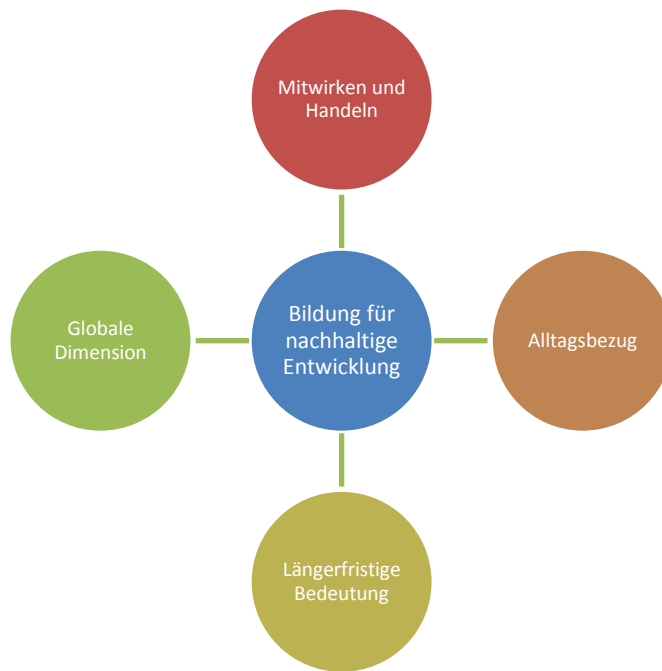 Mitwirken und
Handeln
Globale
Dimension
Bildung für
nachhaltige
Entwicklung
Alltagsbezug
Längerfristige
Bedeutung